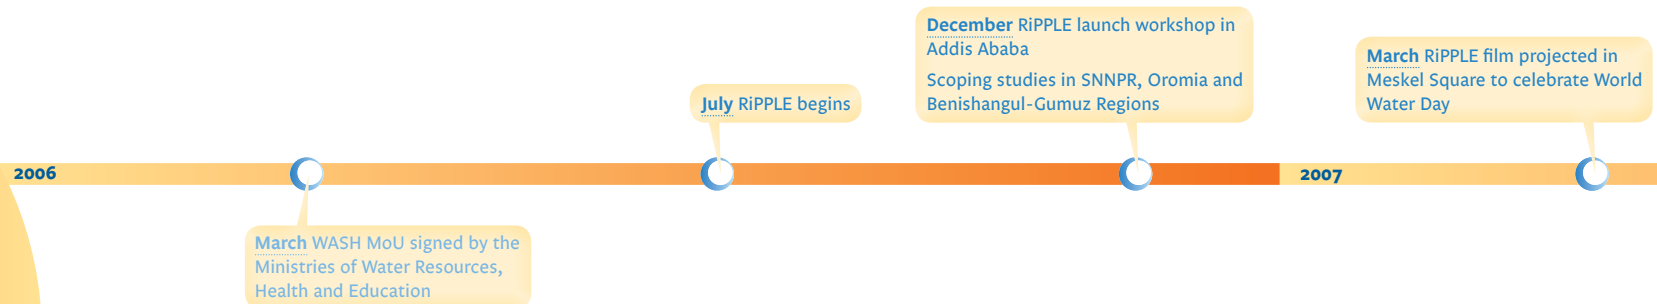 December RiPPLE launch workshop in
Addis Ababa
Scoping studies in SNNPR, Oromia and
Benishangul-Gumuz Regions
March RiPPLE film projected in
Meskel Square to celebrate World
Water Day
July RiPPLE begins
2006
2007
March WASH MoU signed by the
Ministries of Water Resources,
Health and Education